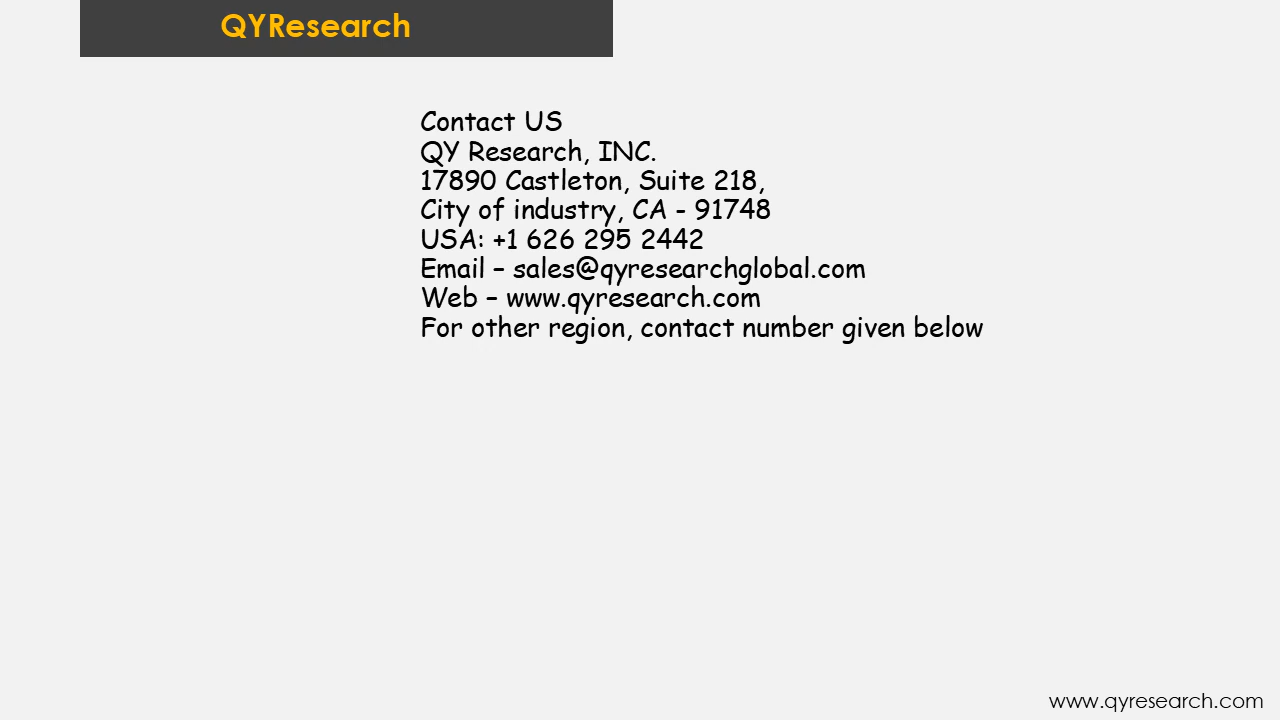 QYResearch
Contact US
QY Research, INC.
17890 Castleton, Suite 218,
City of industry, CA - 91748
USA: +1 626 295 2442
Email – sales@qyresearchglobal.com
Web – www.qyresearch.com
For other region, contact number given below
www.qyresearch.com